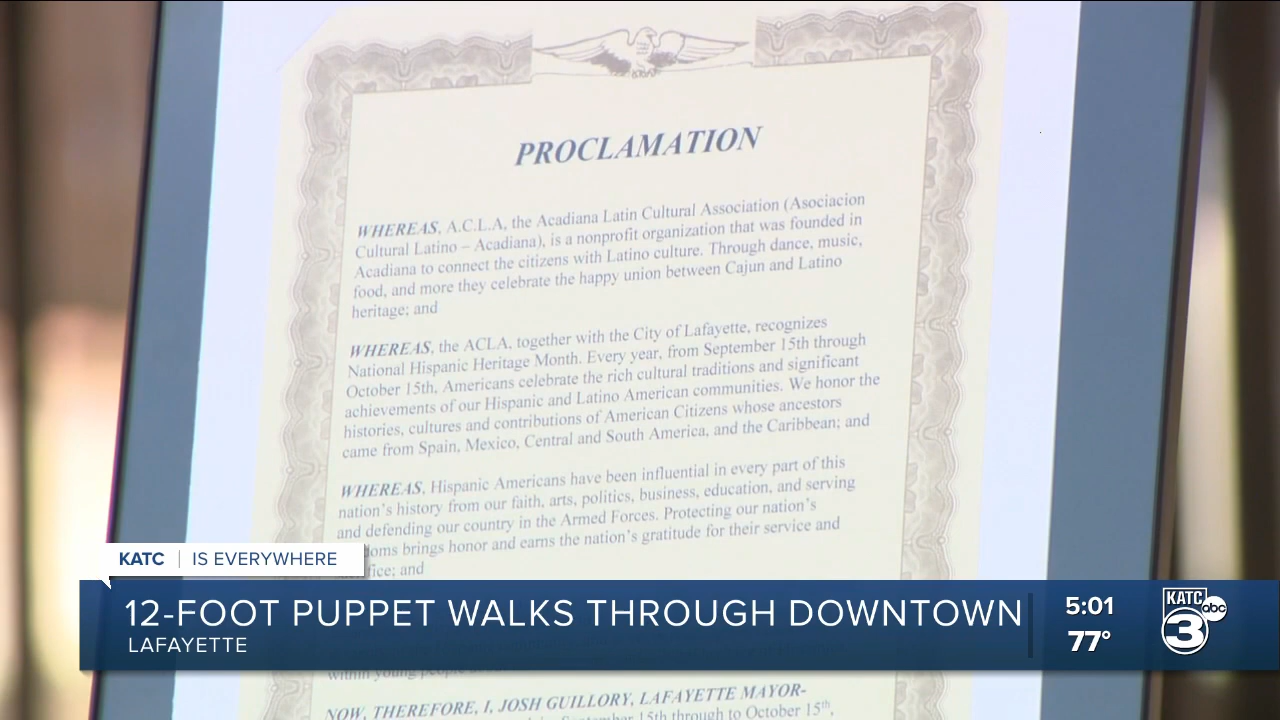 PROCLAMATION
WHEREAS, A.C.L.A, the Acadiana Latin Cultural Association (Asociacion
Cultural Latino – Acadiana), is a nonprofit organization that was founded in
Acadiana to connect the citizens with Latino culture. Through dance, music,
food, and more they celebrate the happy union between Cajun and Latino
heritage; and
WHEREAS, the ACLA, together with the City of Lafayette, recognizes
National Hispanic Heritage Month. Every year, from September 15th through
October 15th, Americans celebrate the rich cultural traditions and significant
achievements of our Hispanic and Latino American communities. We honor the
histories, cultures and contributions of American Citizens whose ancestors
came from Spain, Mexico, Central and South America, and the Caribbean; and
WHEREAS, Hispanic Americans have been influential in every part of this
nation's history from our faith, arts, politics, business, education, and serving
and defending our country in the Armed Forces. Protecting our nation's
brings honor and earns the nation's gratitude for their service and
and
KATC | IS EVERYWHERE
12-FOOT PUPPET WALKS THROUGH DOWNTOWN
LAFAYETTE
5:01
77°
KATC
3
abc
within young people
NOW, THEREFORE, I, JOSH GUILLORY, LAFAYETTE MAYOR-
September 15th through to October 15th,